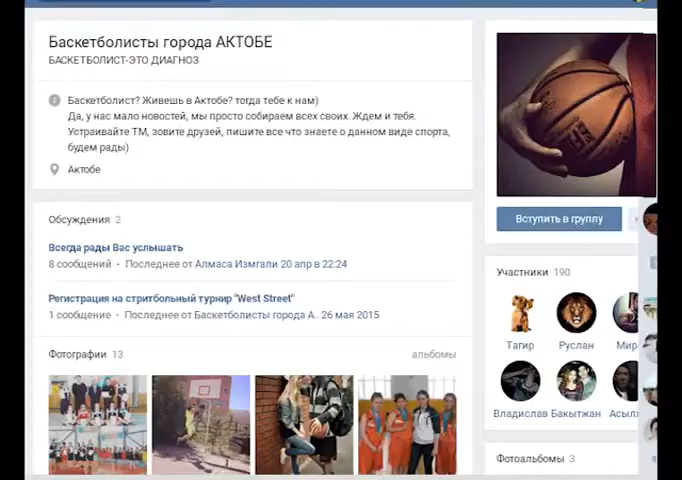 Баскетболисты города АКТОБЕ
БАСКЕТБОЛИСТ-ЭТО ДИАГНОЗ
Баскетболист? Живешь в Актобе? тогда тебе к нам)
Да, у нас мало новостей, мы просто собираем всех своих. Ждем и тебя.
Устраивайте ТМ, зовите друзей, пишите все что знаете о данном виде спорта,
будем рады)
Актобе
Вступить в группу
Обсуждения 2
Всегда рады Вас услышать
8 сообщений · Последнее от Алмаса Измгали 20 апр в 22:24
Регистрация на стритбольный турнир "West Street"
1 сообщение · Последнее от Баскетболисты города А.. 26 мая 2015
Фотографии 13
альбомы
Участники 190
Тагир
Руслан
Мир
Владислав
Бакытжан
Асыл
Фотоальбомы 3